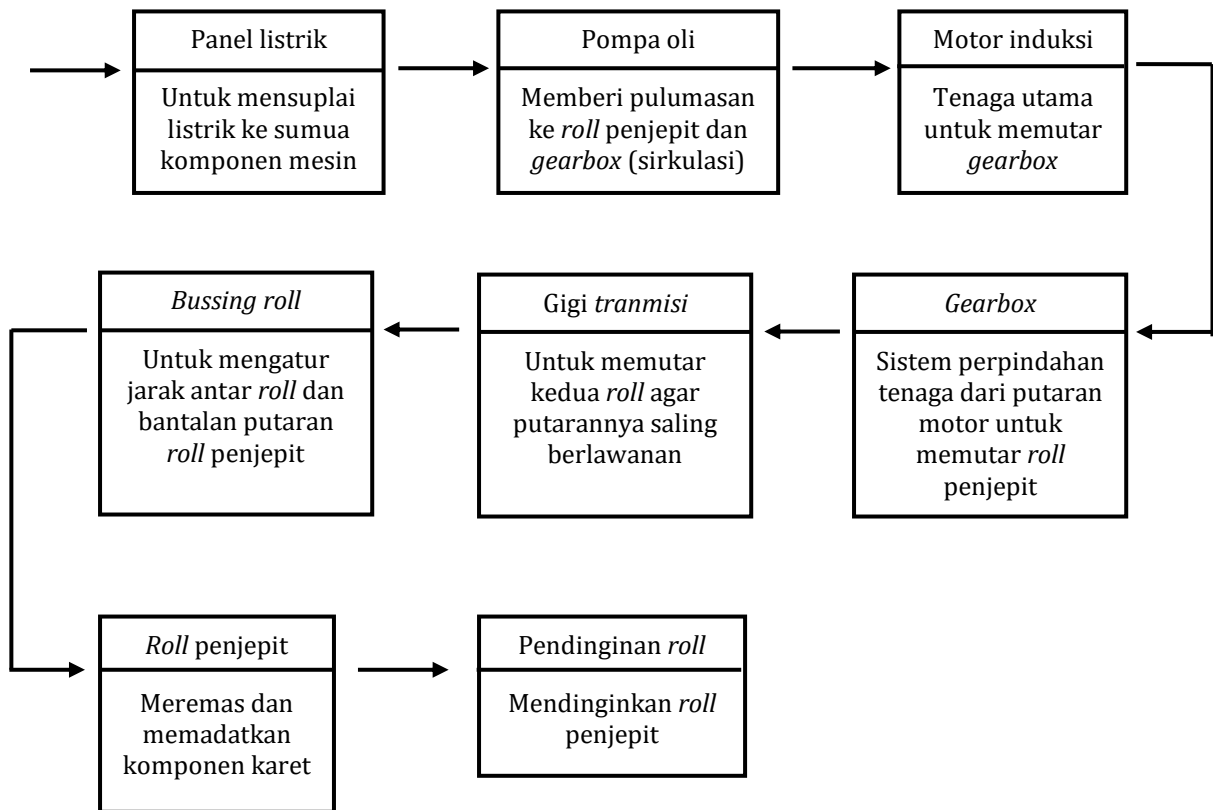 Panel listrik
Untuk mensuplai
listrik ke sumua
komponen mesin
Pompa oli
Memberi pulumasan
ke roll penjepit dan
gearbox (sirkulasi)
Motor induksi
Tenaga utama
untuk memutar
gearbox
Gearbox
Sistem perpindahan
tenaga dari putaran
motor untuk
memutar roll
penjepit
Gigi tranmisi
Untuk memutar
kedua roll agar
putarannya saling
berlawanan
Bussing roll
Untuk mengatur
jarak antar roll dan
bantalan putaran
roll penjepit
Roll penjepit
Meremas dan
memadatkan
komponen karet
Pendinginan roll
Mendinginkan roll
penjepit